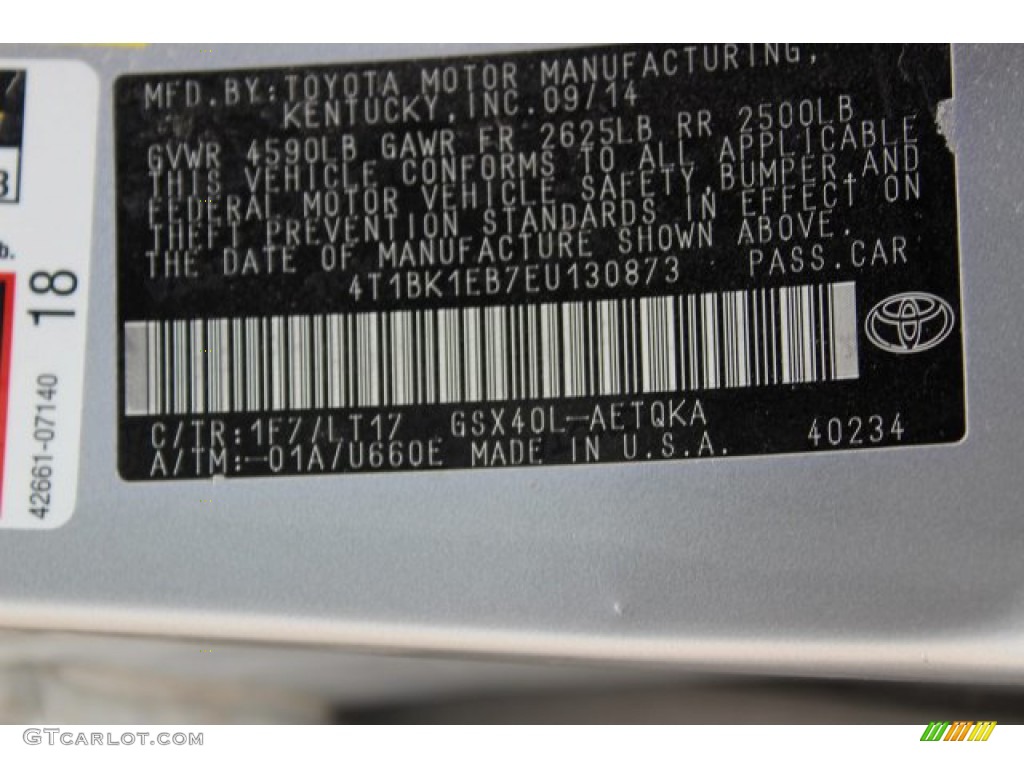 MFD.BY:TOYOTA MOTOR MANUFACTURING,
KENTUCKY,INC.09/14
GVWR 4590LB GAWR FR 2625LB RR 2500LB
THIS VEHICLE CONFORMS TO ALL APPLICABLE
FEDERAL MOTOR VEHICLE SAFETY,BUMPER,AND
THEFT PREVENTION STANDARDS IN EFFECT ON
THE DATE OF MANUFACTURE SHOWN ABOVE.
4T1BK1EB7EU130873 PASS.CAR
C/TR:1F7/LT17 GSX40L-AETQKA
A/TM:-01A/U660E MADE IN U.S.A. 40234
b.
18
42661-07140
GTCARLOT.COM